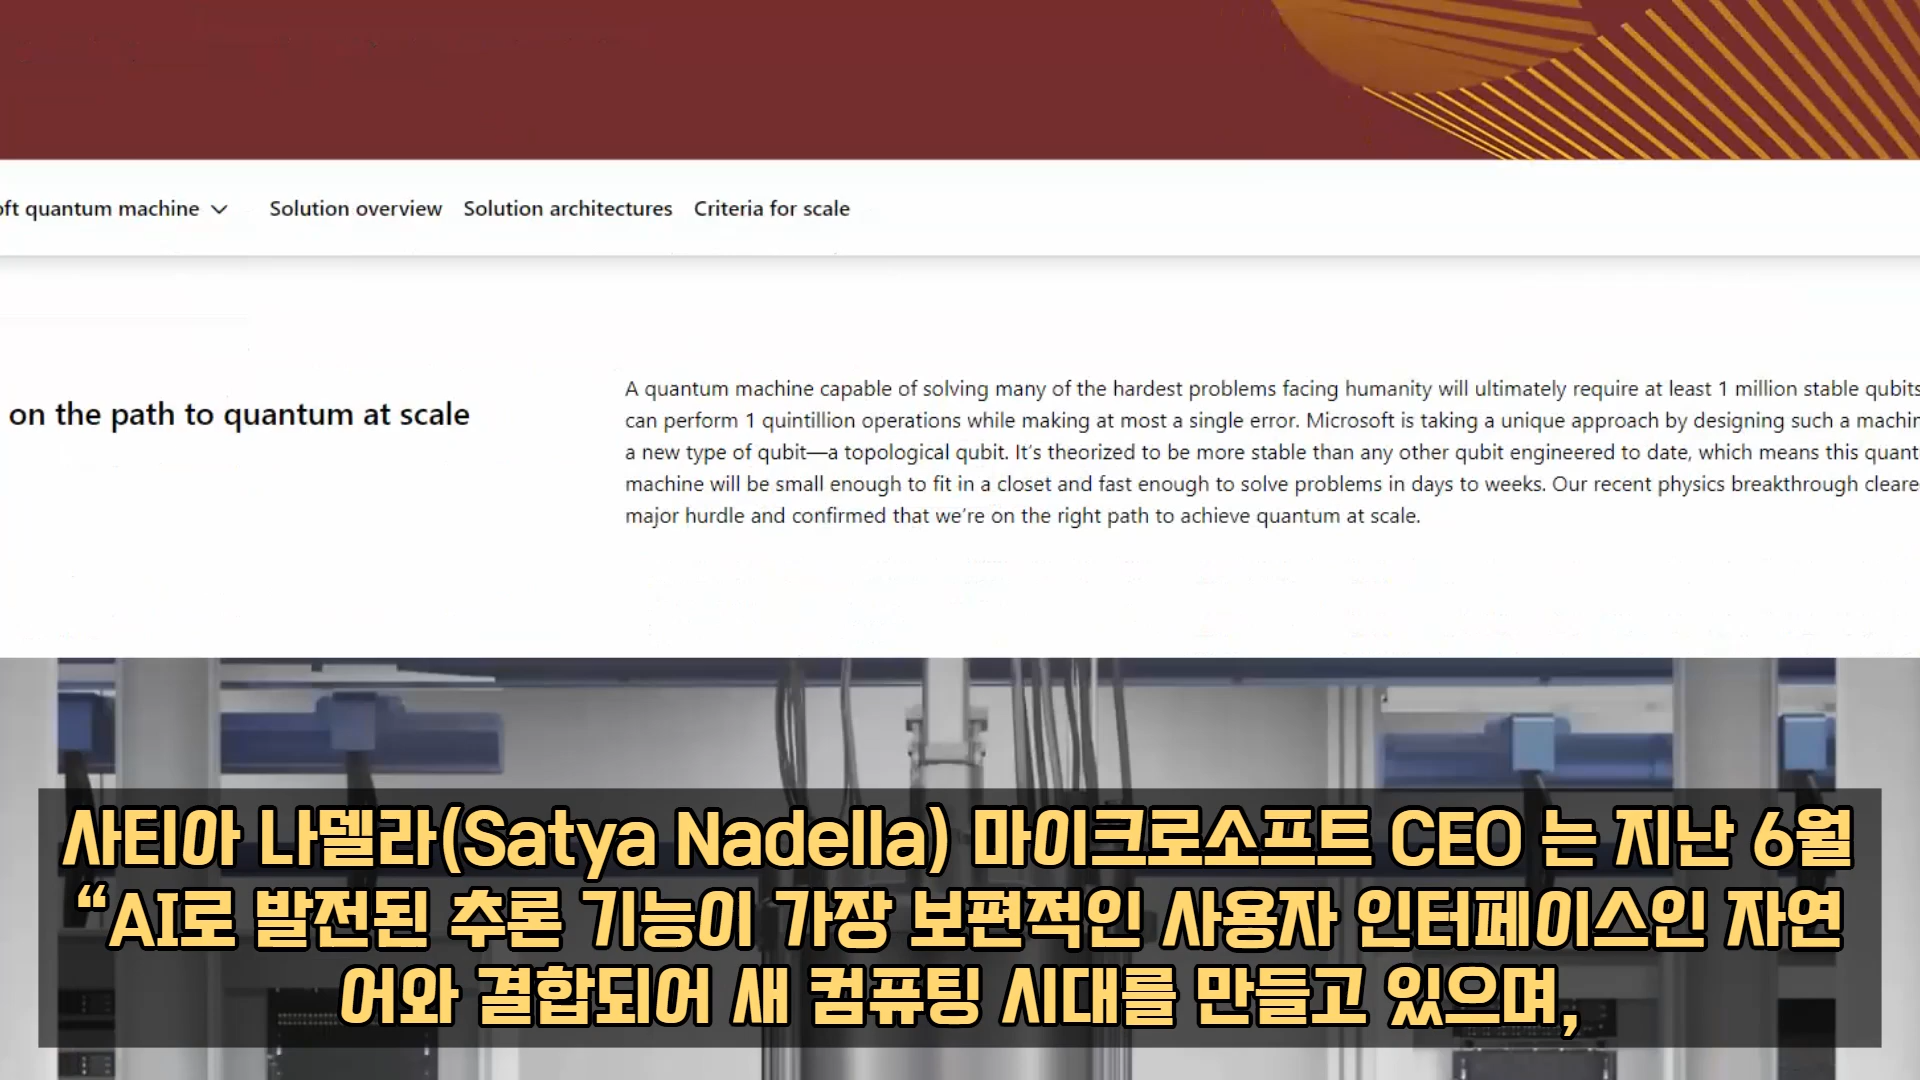 quantum machine
Solution overview
Solution architectures
Criteria for scale
on the path to quantum at scale
A quantum machine capable of solving many of the hardest problems facing humanity will ultimately require at least 1 million stable qubits
can perform 1 quintillion operations while making at most a single error. Microsoft is taking a unique approach by designing such a
a new type of qubit—a topological qubit. It's theorized to be more stable than any other qubit engineered to date, which means this
machine will be small enough to fit in a closet and fast enough to solve problems in days to weeks. Our recent physics breakthrough
major hurdle and confirmed that we're on the right path to achieve quantum at scale.
사티아 나델라(Satya Nadella) 마이크로소프트 CEO 는 지난 6월
“AI로 발전된 추론 기능이 가장 보편적인 사용자 인터페이스인 자연
어와 결합되어 새 컴퓨팅 시대를 만들고 있으며,